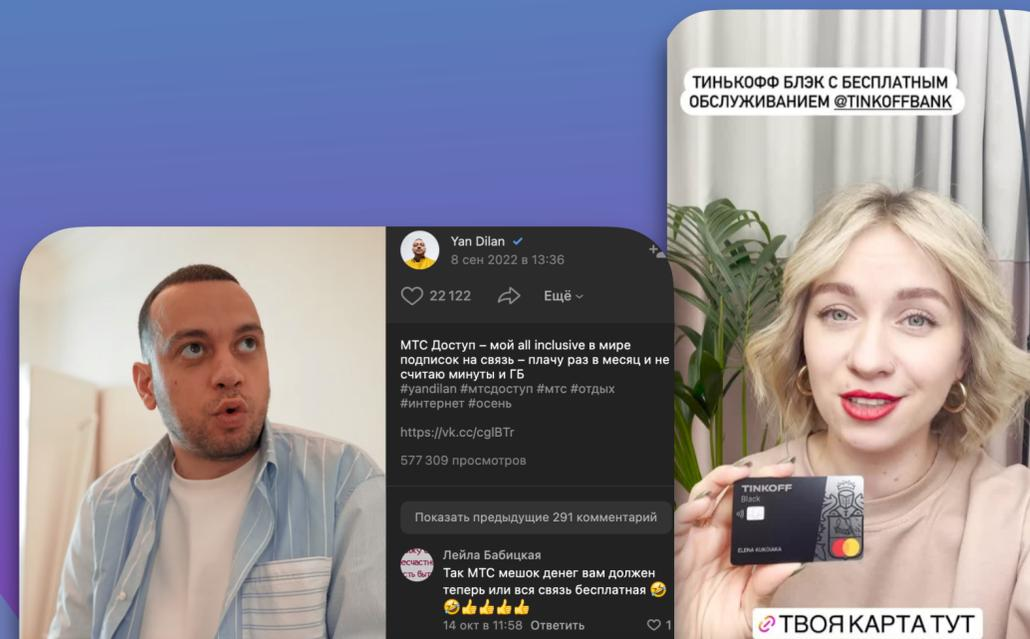 Yan Dilan
8 сен 2022 в 13:36
22 122
Ещё
МТС Доступ – мой all inclusive в мире
подписок на связь – плачу раз в месяц и не
считаю минуты и ГБ
#yandilan #мтсдоступ #мтс #отдых
#интернет #осень
https://vk.cc/cglBTr
577 309 просмотров
Показать предыдущие 291 комментарий
Лейла Бабицкая
Так МТС мешок денег вам должен
теперь или вся связь бесплатная 🤣
🤣👍👍👍👍
14 окт в 11:58 Ответить
1
ТИНЬКОФФ БЛЭК С БЕСПЛАТНЫМ
ОБСЛУЖИВАНИЕМ @TINKOFFBANK
TINKOFF
Black
ELENA KUKOIAKA
ТВОЯ КАРТА ТУТ